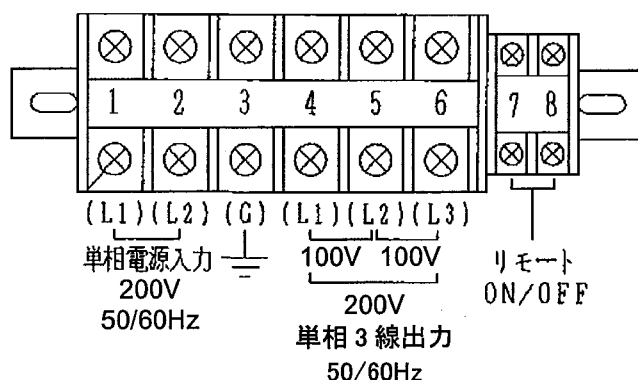 1 2 3 4 5 6 7 8
(L1) (L2) (G) (L1) (L2) (L3)
単相電源入力
200V
50/60Hz
100V 100V
200V
単相3線出力
50/60Hz
リモート
ON/OFF